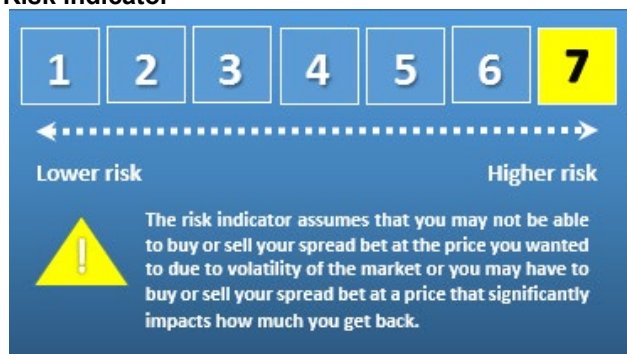 Risk indicator
1 2 3 4 5 6 7
Lower risk Higher risk
The risk indicator assumes that you may not be able
! to buy or sell your spread bet at the price you wanted
to due to volatility of the market or you may have to
buy or sell your spread bet at a price that significantly
impacts how much you get back.